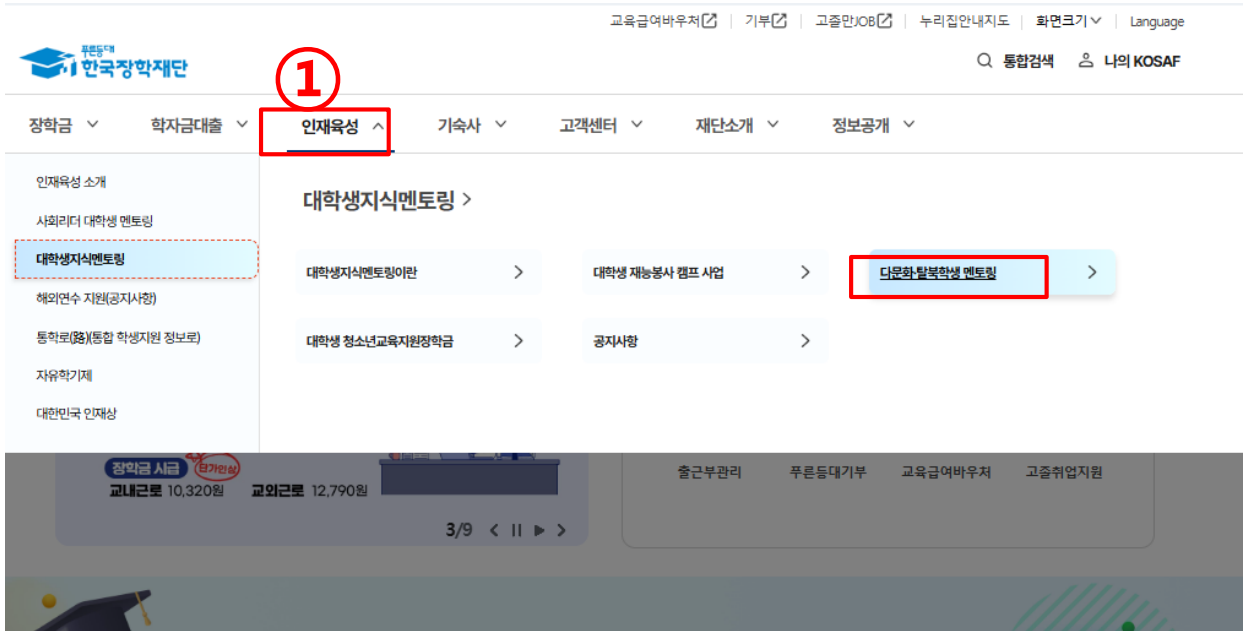 교육급여바우처 기부 고졸만JOB 누리집안내지도 화면크기 Language
푸른등대
한국장학재단
통합검색 나의 KOSAF
①
장학금 학자금대출 인재육성 기숙사 고객센터 재단소개 정보공개
인재육성 소개
사회리더 대학생 멘토링
대학생지식멘토링
해외연수 지원(공지사항)
통학로(路)(통합 학생지원 정보로)
자유학기제
대한민국 인재상
대학생지식멘토링 >
대학생지식멘토링이란
대학생 재능봉사 캠프 사업
다문화·탈북학생 멘토링
대학생 청소년교육지원장학금
공지사항
장학금 시급 단가인상
교내근로 10,320원 교외근로 12,790원
3/9
출근부관리 푸른등대기부 교육급여바우처 고졸취업지원